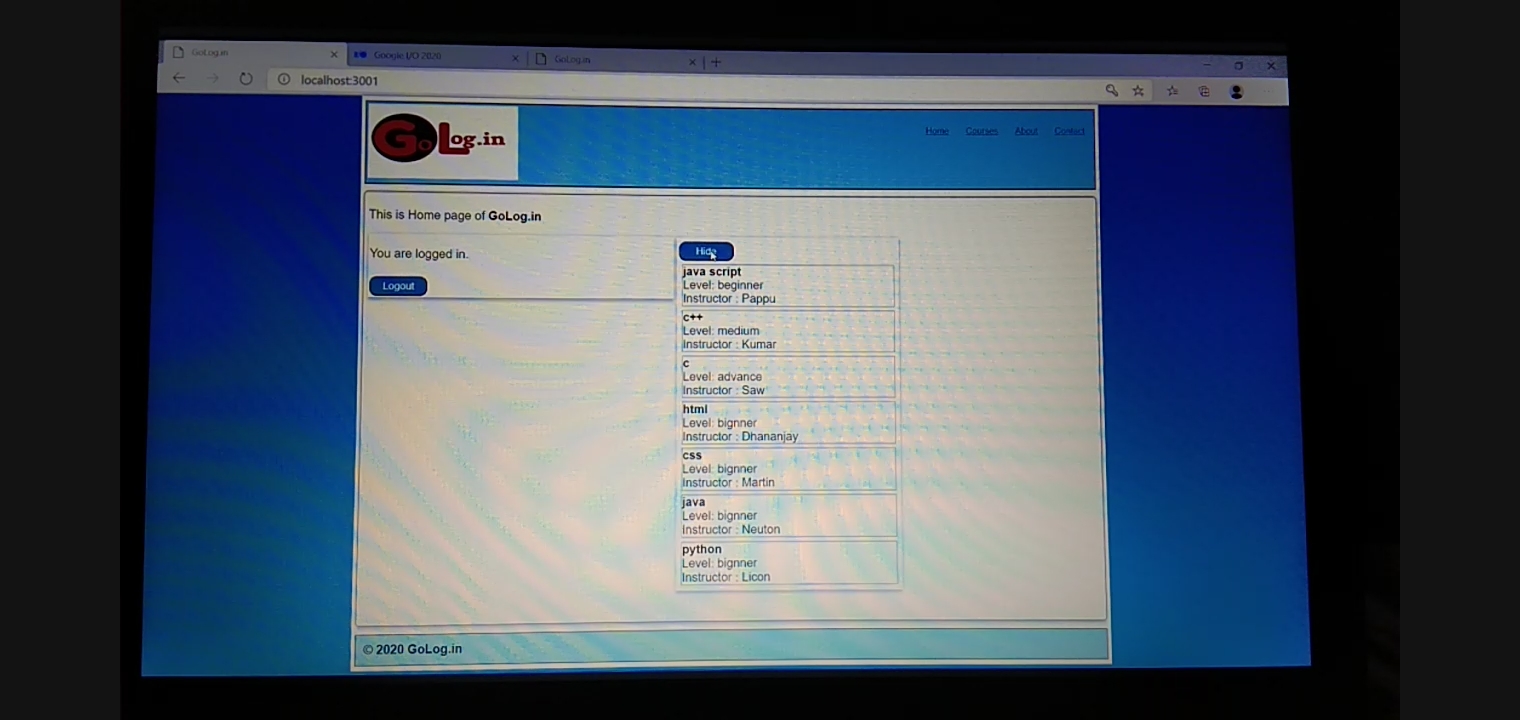 GoLog.in
Google I/O 2020
GoLog.in
localhost:3001
GoLog.in
Home Courses About Contact
This is Home page of GoLog.in
You are logged in.
Logout
Hide
java script
Level: beginner
Instructor : Pappu
c++
Level: medium
Instructor : Kumar
c
Level: advance
Instructor : Saw
html
Level: bignner
Instructor : Dhananjay
css
Level: bignner
Instructor : Martin
java
Level: bignner
Instructor : Neuton
python
Level: bignner
Instructor : Licon
© 2020 GoLog.in